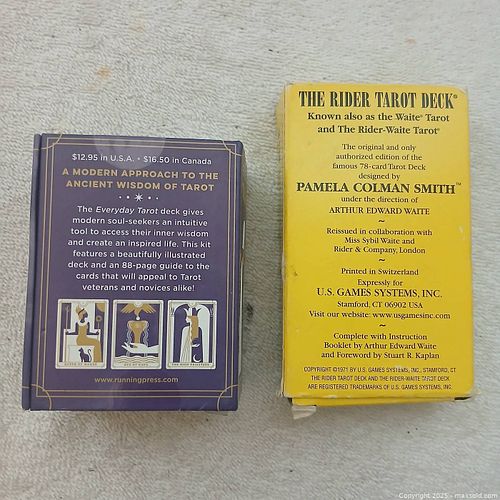 $12.95 in U.S.A. • $16.50 in Canada
A MODERN APPROACH TO THE
ANCIENT WISDOM OF TAROT
The Everyday Tarot deck gives
modern soul-seekers an intuitive
tool to access their inner wisdom
and create an inspired life. This kit
features a beautifully illustrated
deck and an 88-page guide to the
cards that will appeal to Tarot
veterans and novices alike!
QUEEN OF WANDS
ACE OF CUPS
THE HIGH PRIESTESS
www.runningpress.com
THE RIDER TAROT DECK®
Known also as the Waite® Tarot
and The Rider-Waite Tarot®
The original and only
authorized edition of the
famous 78-card Tarot Deck
designed by
PAMELA COLMAN SMITH™
under the direction of
ARTHUR EDWARD WAITE
~
Reissued in collaboration with
Miss Sybil Waite and
Rider & Company, London
~
Printed in Switzerland
Expressly for
U.S. GAMES SYSTEMS, INC.
Stamford, CT 06902 USA
Visit our website: www.usgamesinc.com
~
Complete with Instruction
Booklet by Arthur Edward Waite
and Foreword by Stuart R. Kaplan
COPYRIGHT ©1971 BY U.S. GAMES SYSTEMS, INC., STAMFORD, CT
THE RIDER TAROT DECK AND THE RIDER-WAITE TAROT DECK
ARE REGISTERED TRADEMARKS OF U.S. GAMES SYSTEMS, INC.
Copyright © 2025 - maxsold.com